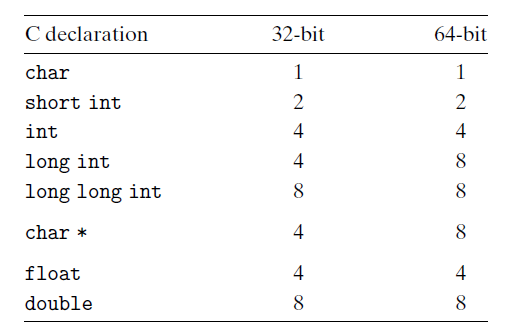 C declaration 32-bit 64-bit
char 1 1
short int 2 2
int 4 4
long int 4 8
long long int 8 8
char * 4 8
float 4 4
double 8 8